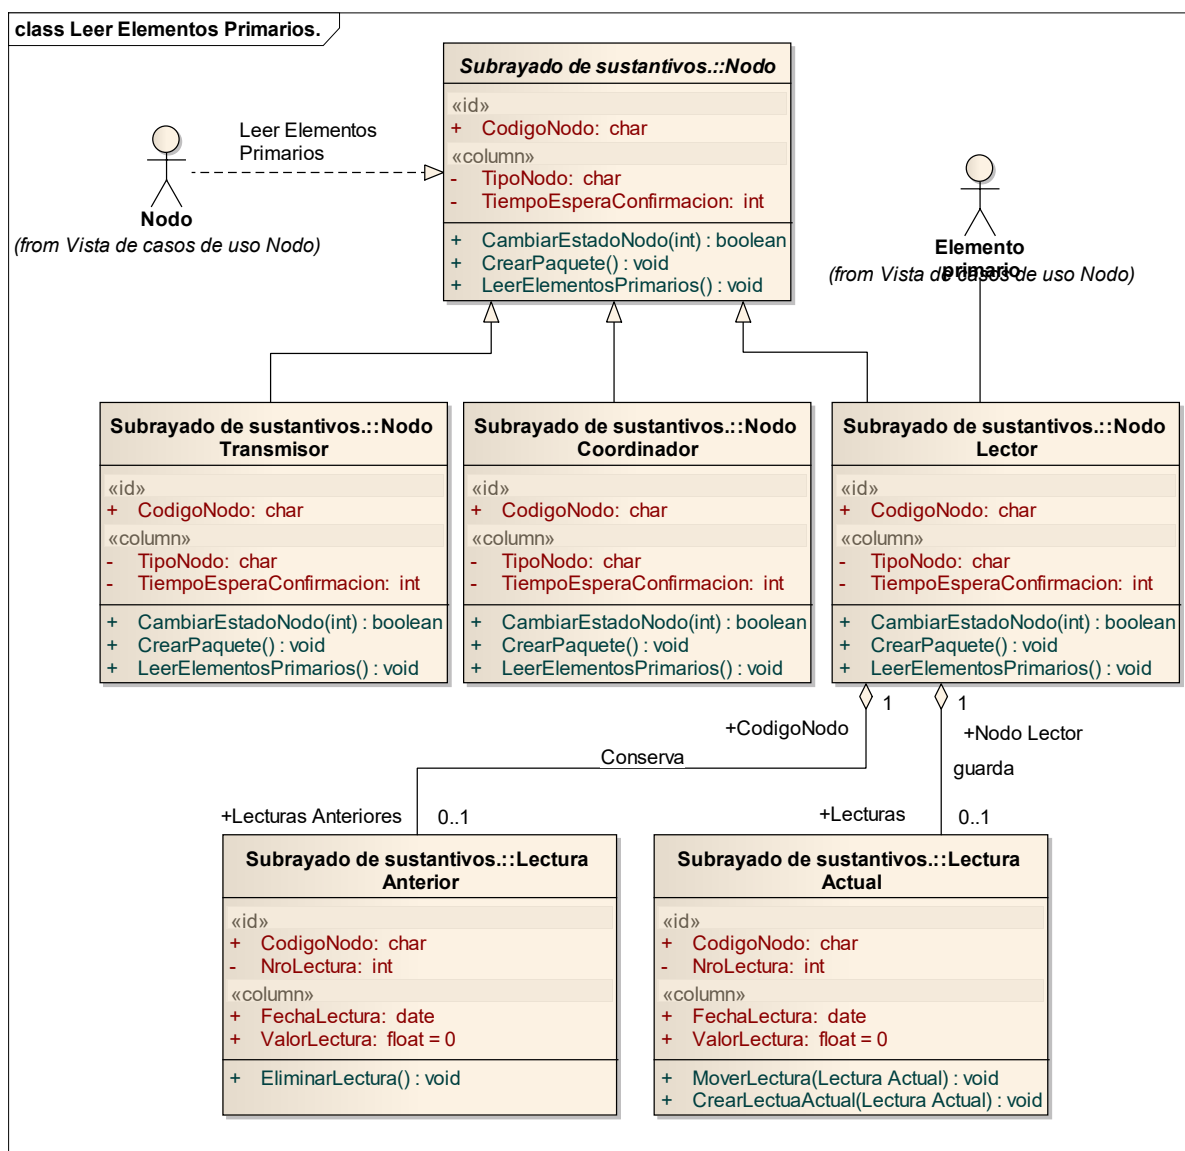 class Leer Elementos Primarios.
Subrayado de sustantivos.::Nodo
«id»
+ CodigoNodo: char
«column»
- TipoNodo: char
- TiempoEsperaConfirmacion: int
+ CambiarEstadoNodo(int) : boolean
+ CrearPaquete() : void
+ LeerElementosPrimarios() : void
Leer Elementos
Primarios
Nodo
(from Vista de casos de uso Nodo)
Elemento
primario
(from Vista de casos de uso Nodo)
Subrayado de sustantivos.::Nodo
Transmisor
«id»
+ CodigoNodo: char
«column»
- TipoNodo: char
- TiempoEsperaConfirmacion: int
+ CambiarEstadoNodo(int) : boolean
+ CrearPaquete() : void
+ LeerElementosPrimarios() : void
Subrayado de sustantivos.::Nodo
Coordinador
«id»
+ CodigoNodo: char
«column»
- TipoNodo: char
- TiempoEsperaConfirmacion: int
+ CambiarEstadoNodo(int) : boolean
+ CrearPaquete() : void
+ LeerElementosPrimarios() : void
Subrayado de sustantivos.::Nodo
Lector
«id»
+ CodigoNodo: char
«column»
- TipoNodo: char
- TiempoEsperaConfirmacion: int
+ CambiarEstadoNodo(int) : boolean
+ CrearPaquete() : void
+ LeerElementosPrimarios() : void
1
+CodigoNodo
Conserva
+Lecturas Anteriores
0..1
1
+Nodo Lector
guarda
+Lecturas
0..1
Subrayado de sustantivos.::Lectura
Anterior
«id»
+ CodigoNodo: char
- NroLectura: int
«column»
+ FechaLectura: date
+ ValorLectura: float = 0
+ EliminarLectura() : void
Subrayado de sustantivos.::Lectura
Actual
«id»
+ CodigoNodo: char
- NroLectura: int
«column»
+ FechaLectura: date
+ ValorLectura: float = 0
+ MoverLectura(Lectura Actual) : void
+ CrearLectuaActual(Lectura Actual) : void